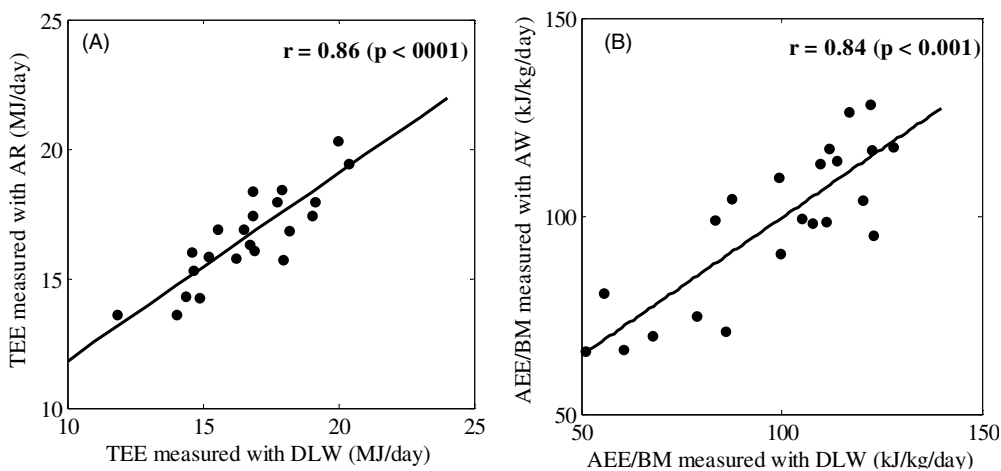 (A)
r = 0.86 (p < 0001)
25
20
15
10
TEE measured with AR (MJ/day)
10 15 20 25
TEE measured with DLW (MJ/day)
(B)
r = 0.84 (p < 0.001)
150
100
50
AEE/BM measured with AW (kJ/kg/day)
50 100 150
AEE/BM measured with DLW (kJ/kg/day)